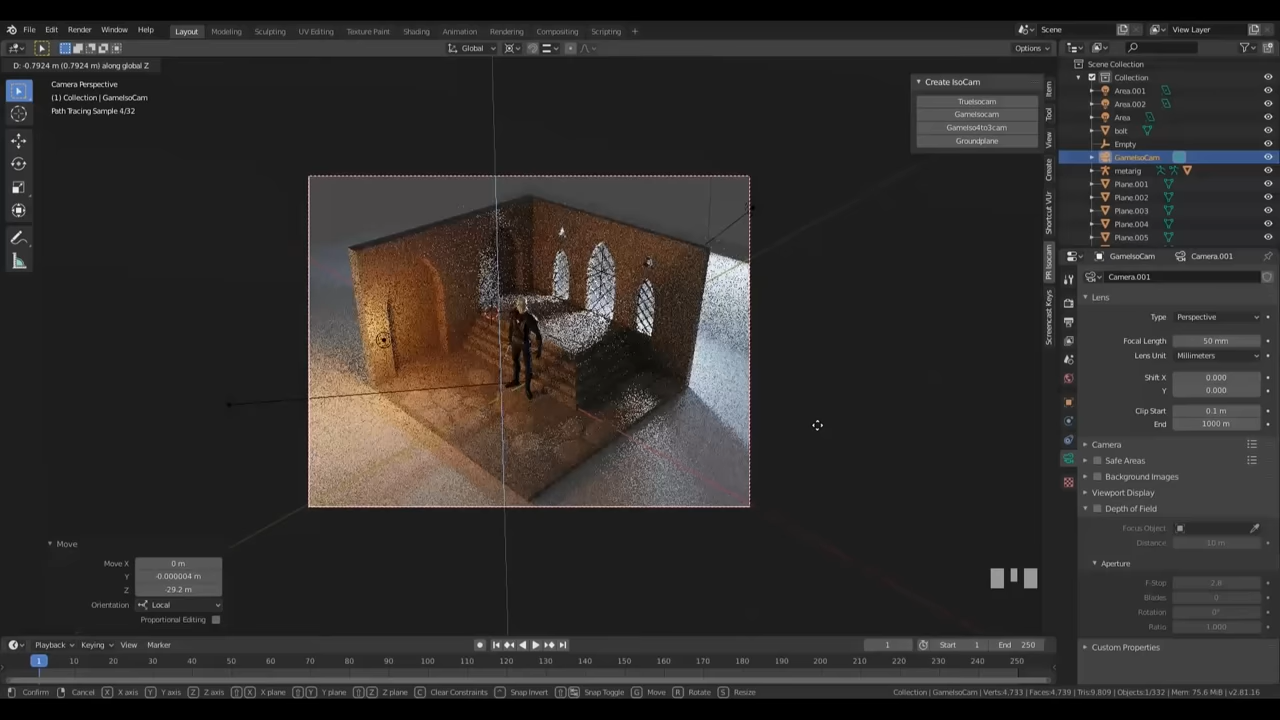 File Edit Render Window Help Layout Modeling Sculpting UV Editing Texture Paint Shading Animation Rendering Compositing Scripting + Scene View Layer
Global Options
D: -0.7924 m (0.7924 m) along global Z
Camera Perspective
(1) Collection | GameIsoCam
Path Tracing Sample 4/32
Create IsoCam
TrueIsocam
GameIsocam
GameIso4to3cam
Groundplane
Item
Tool
View
Create
Shortcut VUr
PR Isocam
Screencast Keys
Scene Collection
Collection
Area.001
Area.002
Area
bolt
Empty
GameIsoCam
metarig
Plane.001
Plane.002
Plane.003
Plane.004
Plane.005
GameIsoCam Camera.001
Camera.001
Lens
Type Perspective
Focal Length 50 mm
Lens Unit Millimeters
Shift X 0.000
Y 0.000
Clip Start 0.1 m
End 1000 m
Camera
Safe Areas
Background Images
Viewport Display
Depth of Field
Focus Object
Distance 10 m
Aperture
F-Stop 2.8
Blades 0
Rotation 0°
Ratio 1.000
Custom Properties
Move
Move X 0 m
Y -0.000004 m
Z -29.2 m
Orientation Local
Proportional Editing
Playback Keying View Marker 1 Start 1 End 250
1 10 20 30 40 50 60 70 80 90 100 110 120 130 140 150 160 170 180 190 200 210 220 230 240 250
Confirm Cancel X X axis Y Y axis Z Z axis X X plane Y Y plane Z Z plane C Clear Constraints Snap Invert Snap Toggle G Move R Rotate S Resize Collection | GameIsoCam | Verts:4,733 | Faces:4,739 | Tris:9,809 | Objects:1/332 | Mem: 75.6 MiB | v2.81.16